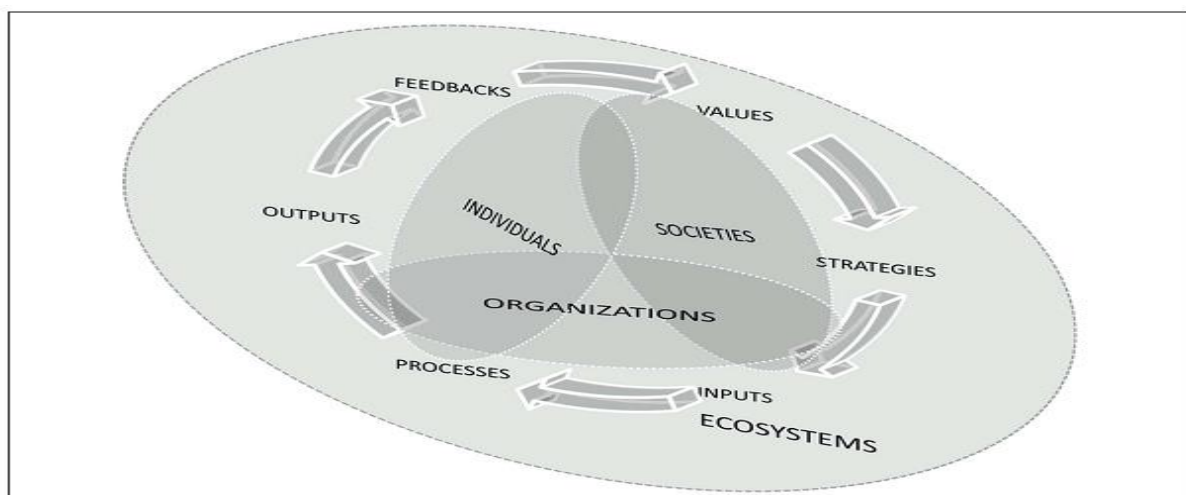 FEEDBACKS
VALUES
OUTPUTS
INDIVIDUALS
SOCIETIES
STRATEGIES
ORGANIZATIONS
PROCESSES
INPUTS
ECOSYSTEMS